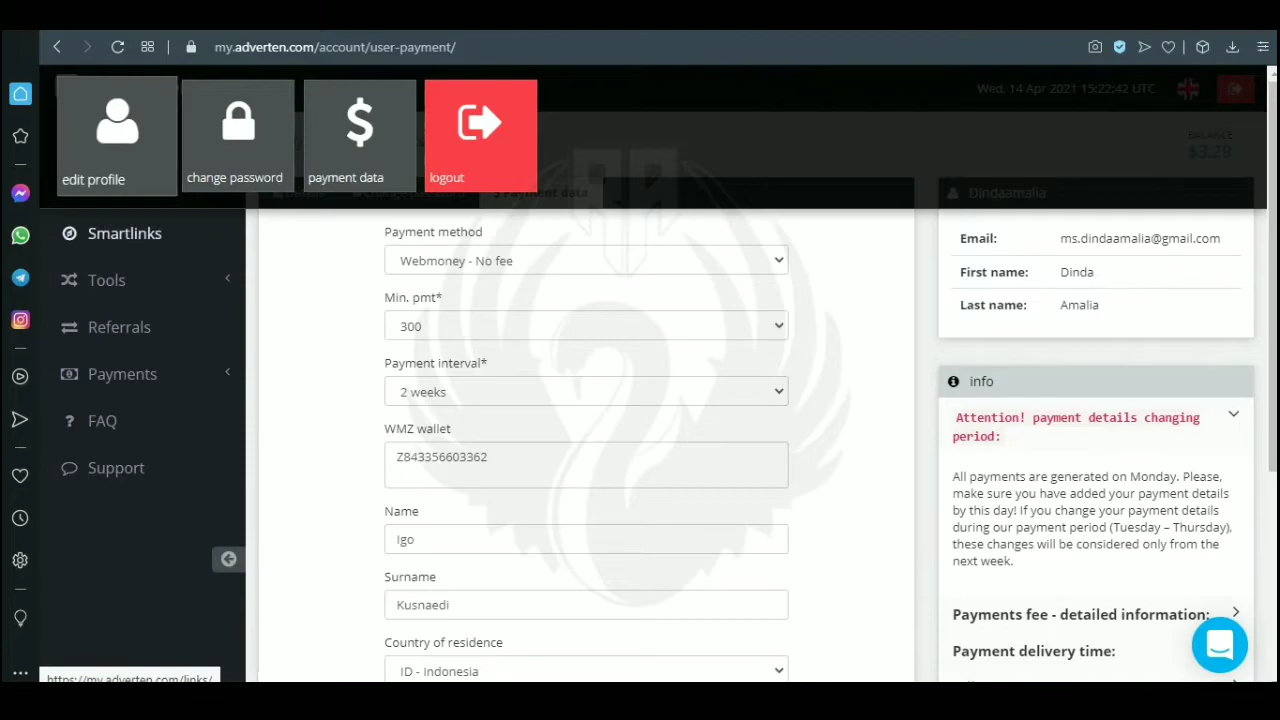 my.adverten.com/account/user-payment/
edit profile
change password
payment data
logout
Wed, 14 Apr 2021 15:22:42 UTC
BALANCE
$3.29
Payment data
Dindaamalia
Smartlinks
Tools
Referrals
Payments
FAQ
Support
Payment method
Webmoney - No fee
Min. pmt*
300
Payment interval*
2 weeks
WMZ wallet
Z843356603362
Name
Igo
Surname
Kusnaedi
Country of residence
ID - Indonesia
Email: ms.dindaamalia@gmail.com
First name: Dinda
Last name: Amalia
info
Attention! payment details changing
period:
All payments are generated on Monday. Please,
make sure you have added your payment details
by this day! If you change your payment details
during our payment period (Tuesday – Thursday),
these changes will be considered only from the
next week.
Payments fee - detailed information:
Payment delivery time:
https://my.adverten.com/links/